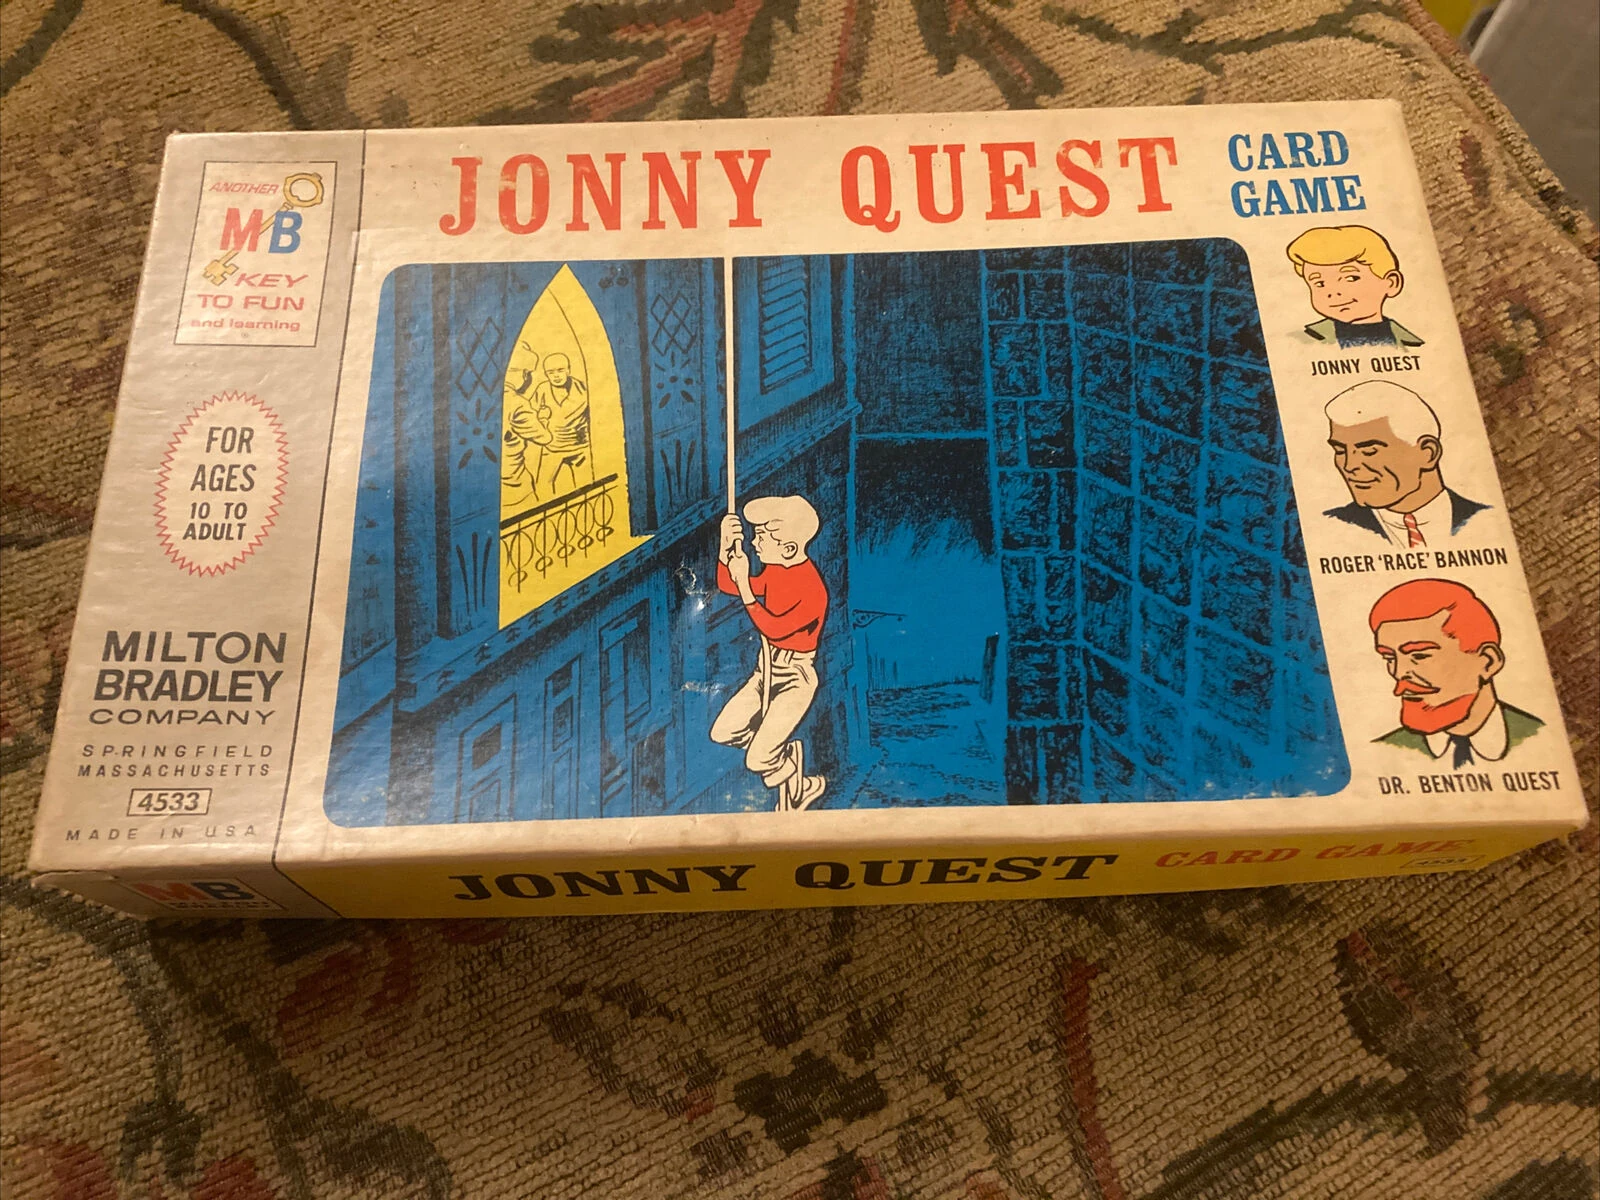 ANOTHER
MB
KEY
TO FUN
and learning
®
FOR
AGES
10 TO
ADULT
MILTON
BRADLEY
COMPANY
SPRINGFIELD
MASSACHUSETTS
4533
MADE IN U.S.A
JONNY QUEST
CARD
GAME
JONNY QUEST
ROGER 'RACE' BANNON
DR. BENTON QUEST
MB
JONNY QUEST CARD GAME